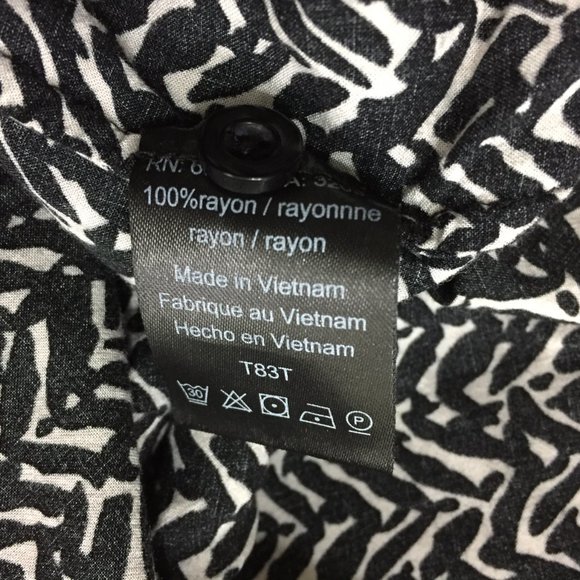 RN:
100%rayon / rayonnne
rayon / rayon
Made in Vietnam
Fabrique au Vietnam
Hecho en Vietnam
T83T
30
P